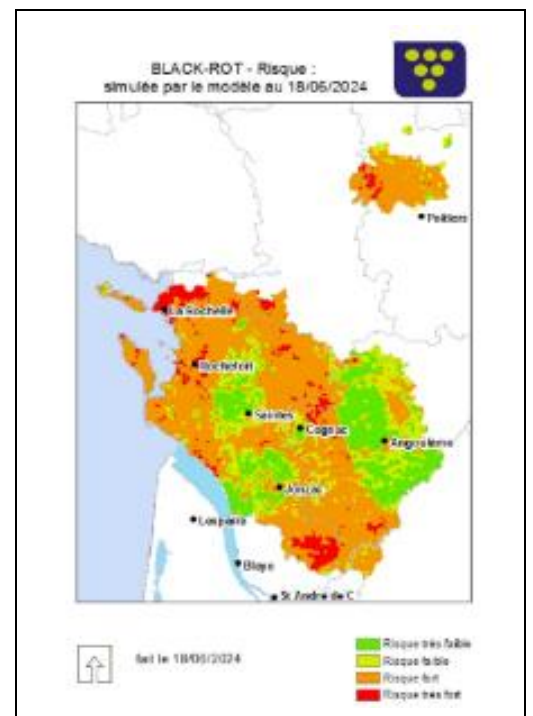 BLACK-ROT - Risque :
simulée par le modèle au 18/06/2024
Poitiers
La Rochelle
Rochefort
Saintes
Cognac
Angoulême
Jonzac
Lesparre
Blaye
St André de C
fait le 18/06/2024
Risque très faible
Risque faible
Risque fort
Risque très fort